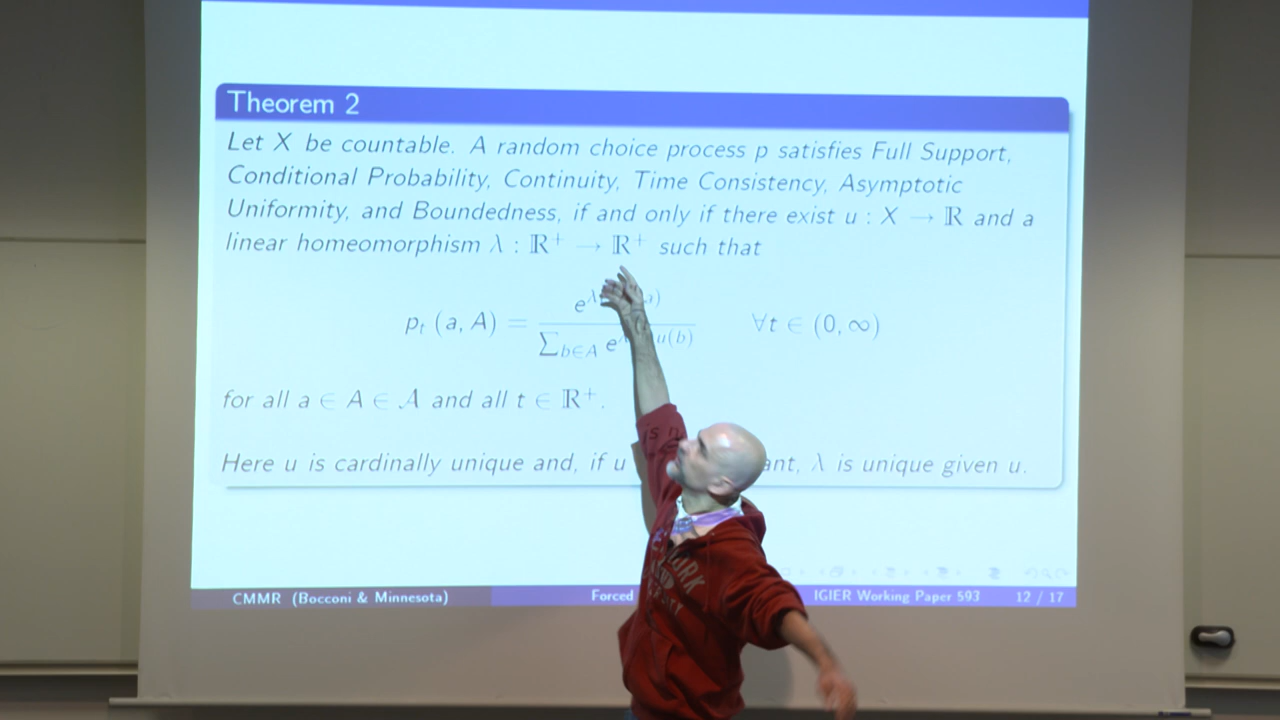 Theorem 2
Let X be countable. A random choice process p satisfies Full Support,
Conditional Probability, Continuity, Time Consistency, Asymptotic
Uniformity, and Boundedness, if and only if there exist u : X → ℝ and a
linear homeomorphism λ : ℝ⁺ → ℝ⁺ such that
pₜ (a, A) = e^λ a) / ∑_{b∈A} e u(b) ∀t ∈ (0, ∞)
for all a ∈ A ∈ 𝒜 and all t ∈ ℝ⁺.
Here u is cardinally unique and, if u ant, λ is unique given u.
CMMR (Bocconi & Minnesota) Forced IGIER Working Paper 593 12 / 17